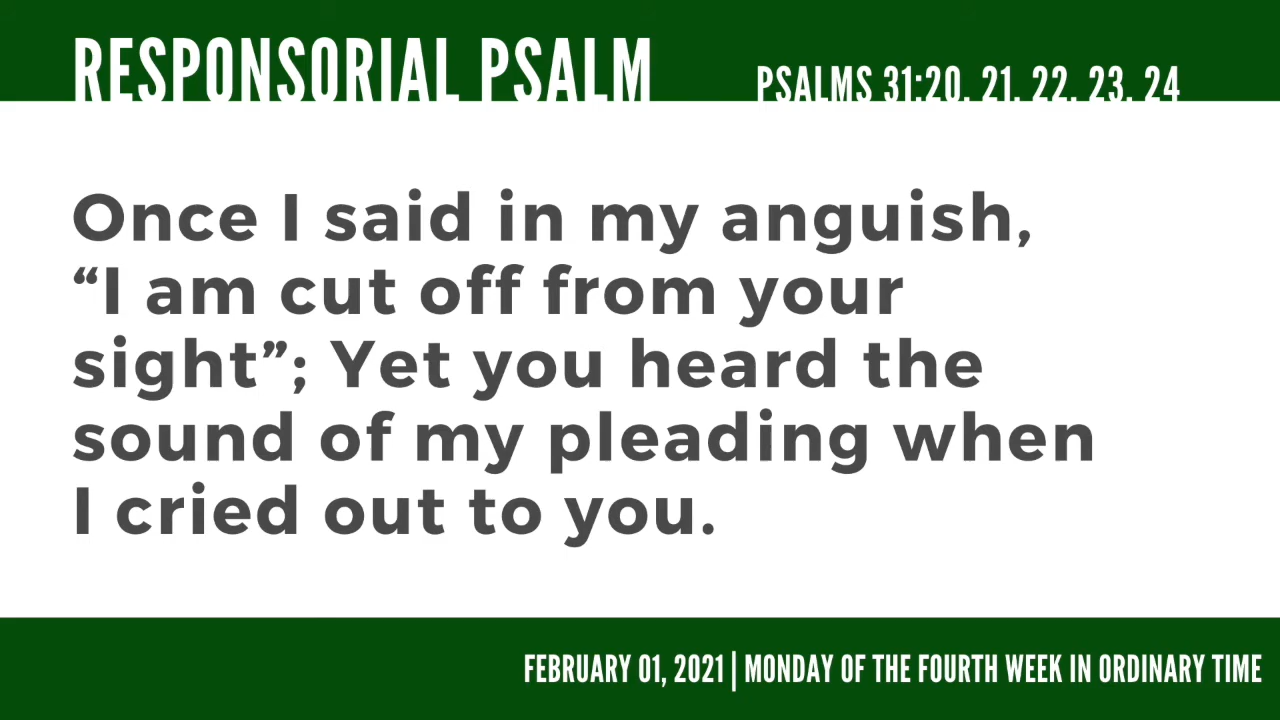 RESPONSORIAL PSALM
PSALMS 31:20, 21, 22, 23, 24
Once I said in my anguish,
“I am cut off from your
sight”; Yet you heard the
sound of my pleading when
I cried out to you.
FEBRUARY 01, 2021 | MONDAY OF THE FOURTH WEEK IN ORDINARY TIME